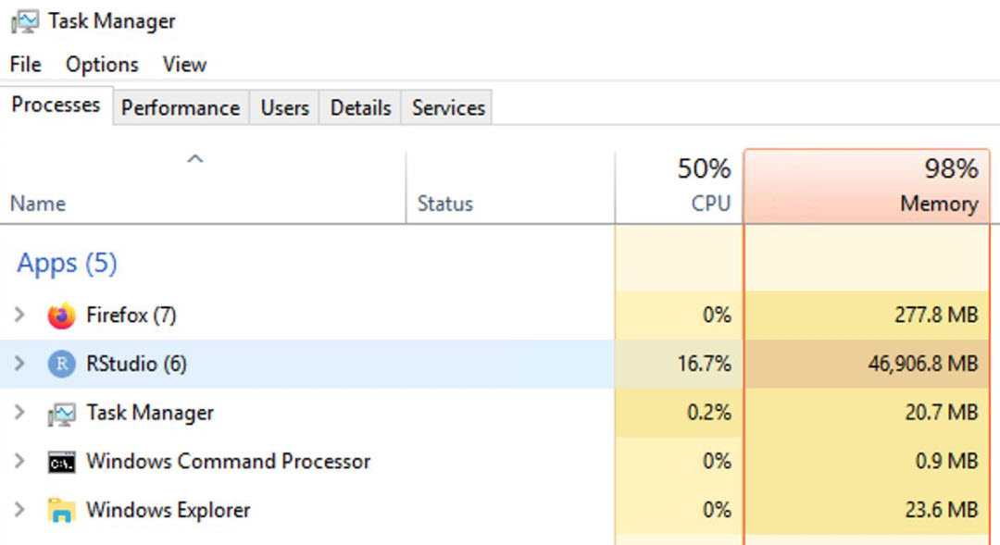 Task Manager
File Options View
Processes Performance Users Details Services
50% 98%
Name Status CPU Memory
Apps (5)
Firefox (7) 0% 277.8 MB
R RStudio (6) 16.7% 46,906.8 MB
Task Manager 0.2% 20.7 MB
C:\. Windows Command Processor 0% 0.9 MB
Windows Explorer 0% 23.6 MB